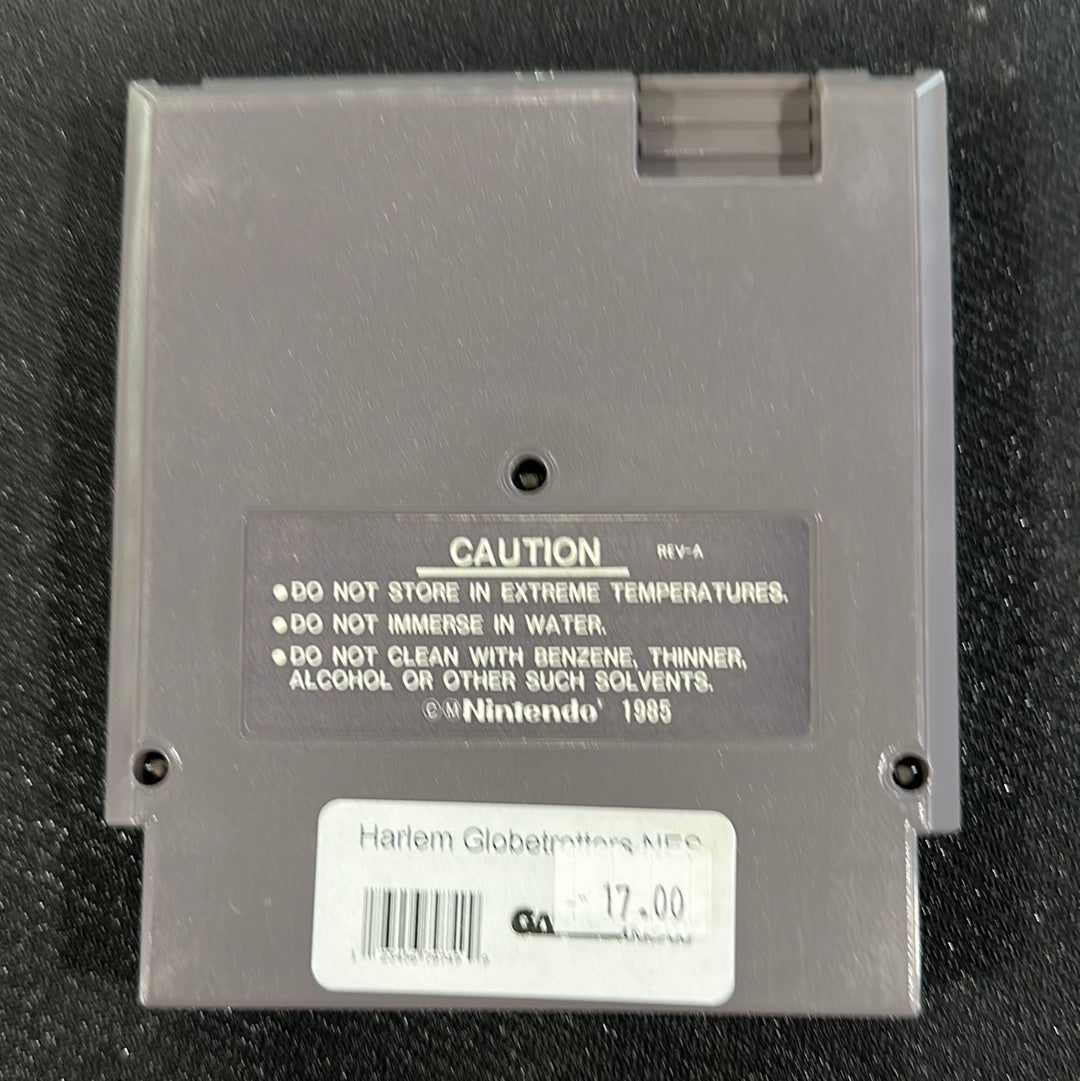 CAUTION REV-A
●DO NOT STORE IN EXTREME TEMPERATURES.
●DO NOT IMMERSE IN WATER.
●DO NOT CLEAN WITH BENZENE, THINNER,
ALCOHOL OR OTHER SUCH SOLVENTS.
Nintendo 1985
Harlem Globetrotters NES
17.00